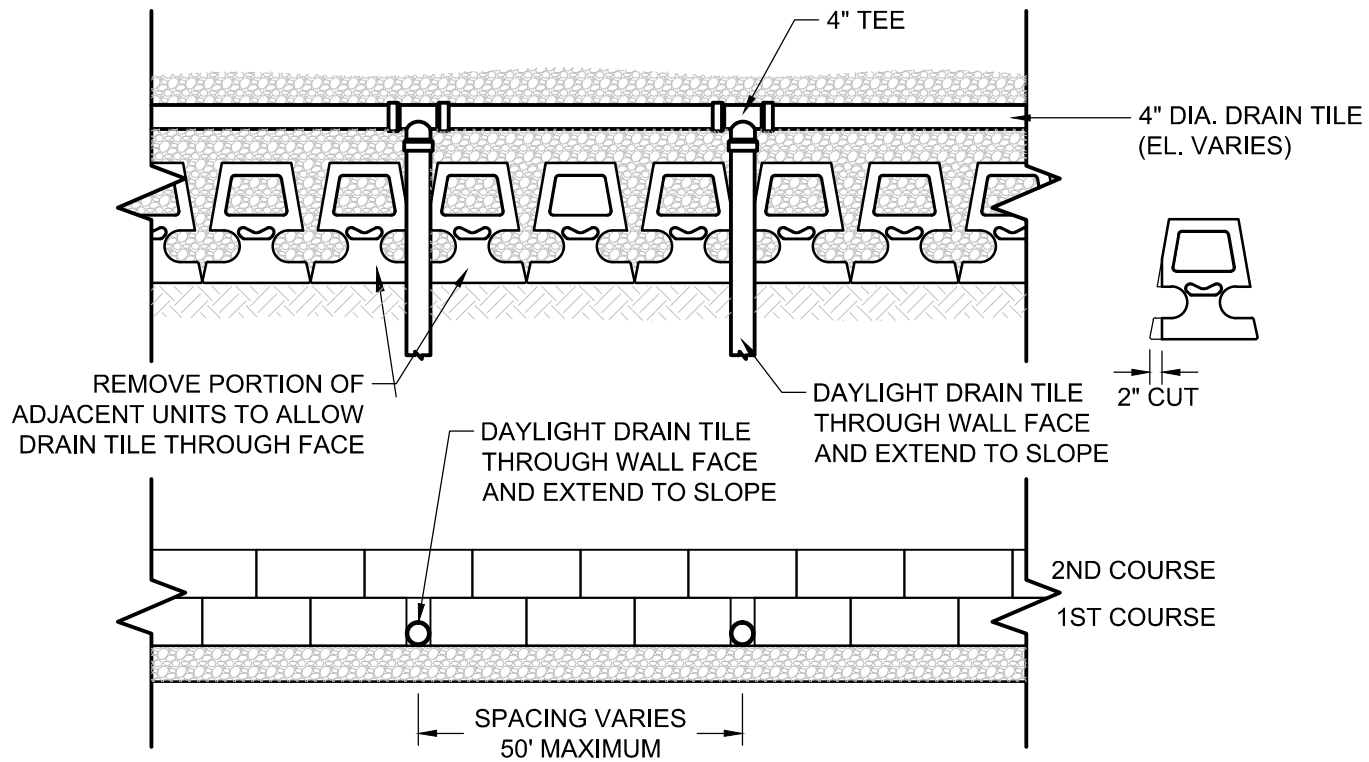 4" TEE
4" DIA. DRAIN TILE
(EL. VARIES)
REMOVE PORTION OF
ADJACENT UNITS TO ALLOW
DRAIN TILE THROUGH FACE
DAYLIGHT DRAIN TILE
THROUGH WALL FACE
AND EXTEND TO SLOPE
2" CUT
DAYLIGHT DRAIN TILE
THROUGH WALL FACE
AND EXTEND TO SLOPE
2ND COURSE
1ST COURSE
SPACING VARIES
50' MAXIMUM